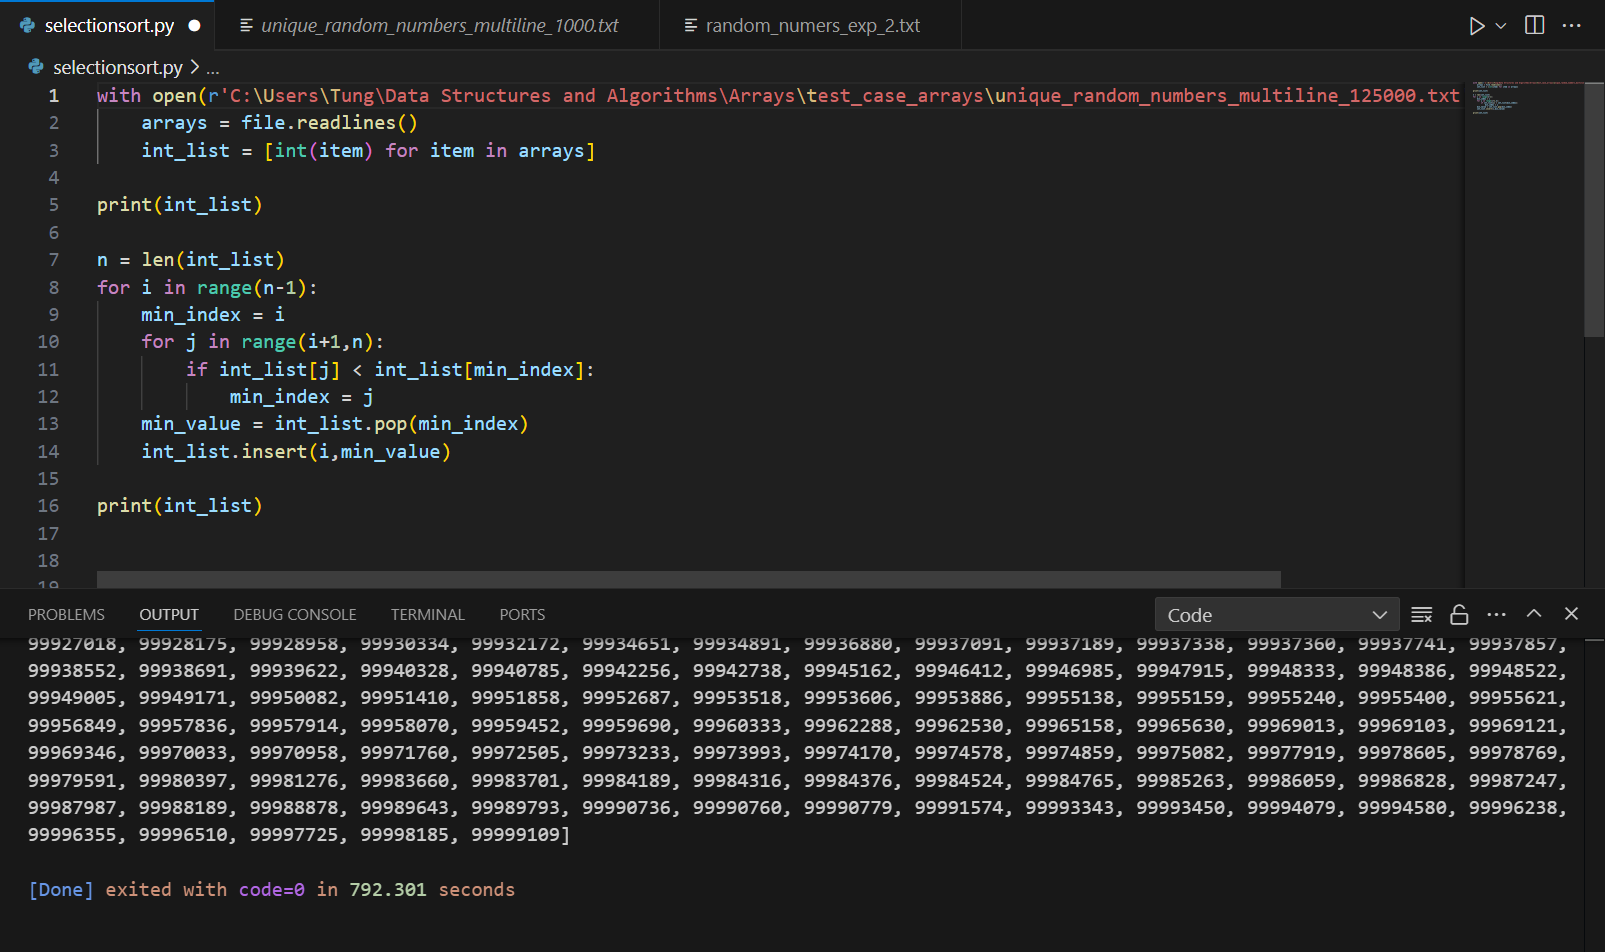 selectionsort.py
unique_random_numbers_multiline_1000.txt
random_numers_exp_2.txt
selectionsort.py > ...
1 with open(r'C:\Users\Tung\Data Structures and Algorithms\Arrays\test_case_arrays\unique_random_numbers_multiline_125000.txt
2 arrays = file.readlines()
3 int_list = [int(item) for item in arrays]
4
5 print(int_list)
6
7 n = len(int_list)
8 for i in range(n-1):
9 min_index = i
10 for j in range(i+1,n):
11 if int_list[j] < int_list[min_index]:
12 min_index = j
13 min_value = int_list.pop(min_index)
14 int_list.insert(i,min_value)
15
16 print(int_list)
17
18
19
PROBLEMS OUTPUT DEBUG CONSOLE TERMINAL PORTS Code
99927018, 99928175, 99928958, 99930334, 99932172, 99934651, 99934891, 99936880, 99937091, 99937189, 99937338, 99937360, 99937741, 99937857,
99938552, 99938691, 99939622, 99940328, 99940785, 99942256, 99942738, 99945162, 99946412, 99946985, 99947915, 99948333, 99948386, 99948522,
99949005, 99949171, 99950082, 99951410, 99951858, 99952687, 99953518, 99953606, 99953886, 99955138, 99955159, 99955240, 99955400, 99955621,
99956849, 99957836, 99957914, 99958070, 99959452, 99959690, 99960333, 99962288, 99962530, 99965158, 99965630, 99969013, 99969103, 99969121,
99969346, 99970033, 99970958, 99971760, 99972505, 99973233, 99973993, 99974170, 99974578, 99974859, 99975082, 99977919, 99978605, 99978769,
99979591, 99980397, 99981276, 99983660, 99983701, 99984189, 99984316, 99984376, 99984524, 99984765, 99985263, 99986059, 99986828, 99987247,
99987987, 99988189, 99988878, 99989643, 99989793, 99990736, 99990760, 99990779, 99991574, 99993343, 99993450, 99994079, 99994580, 99996238,
99996355, 99996510, 99997725, 99998185, 99999109]
[Done] exited with code=0 in 792.301 seconds